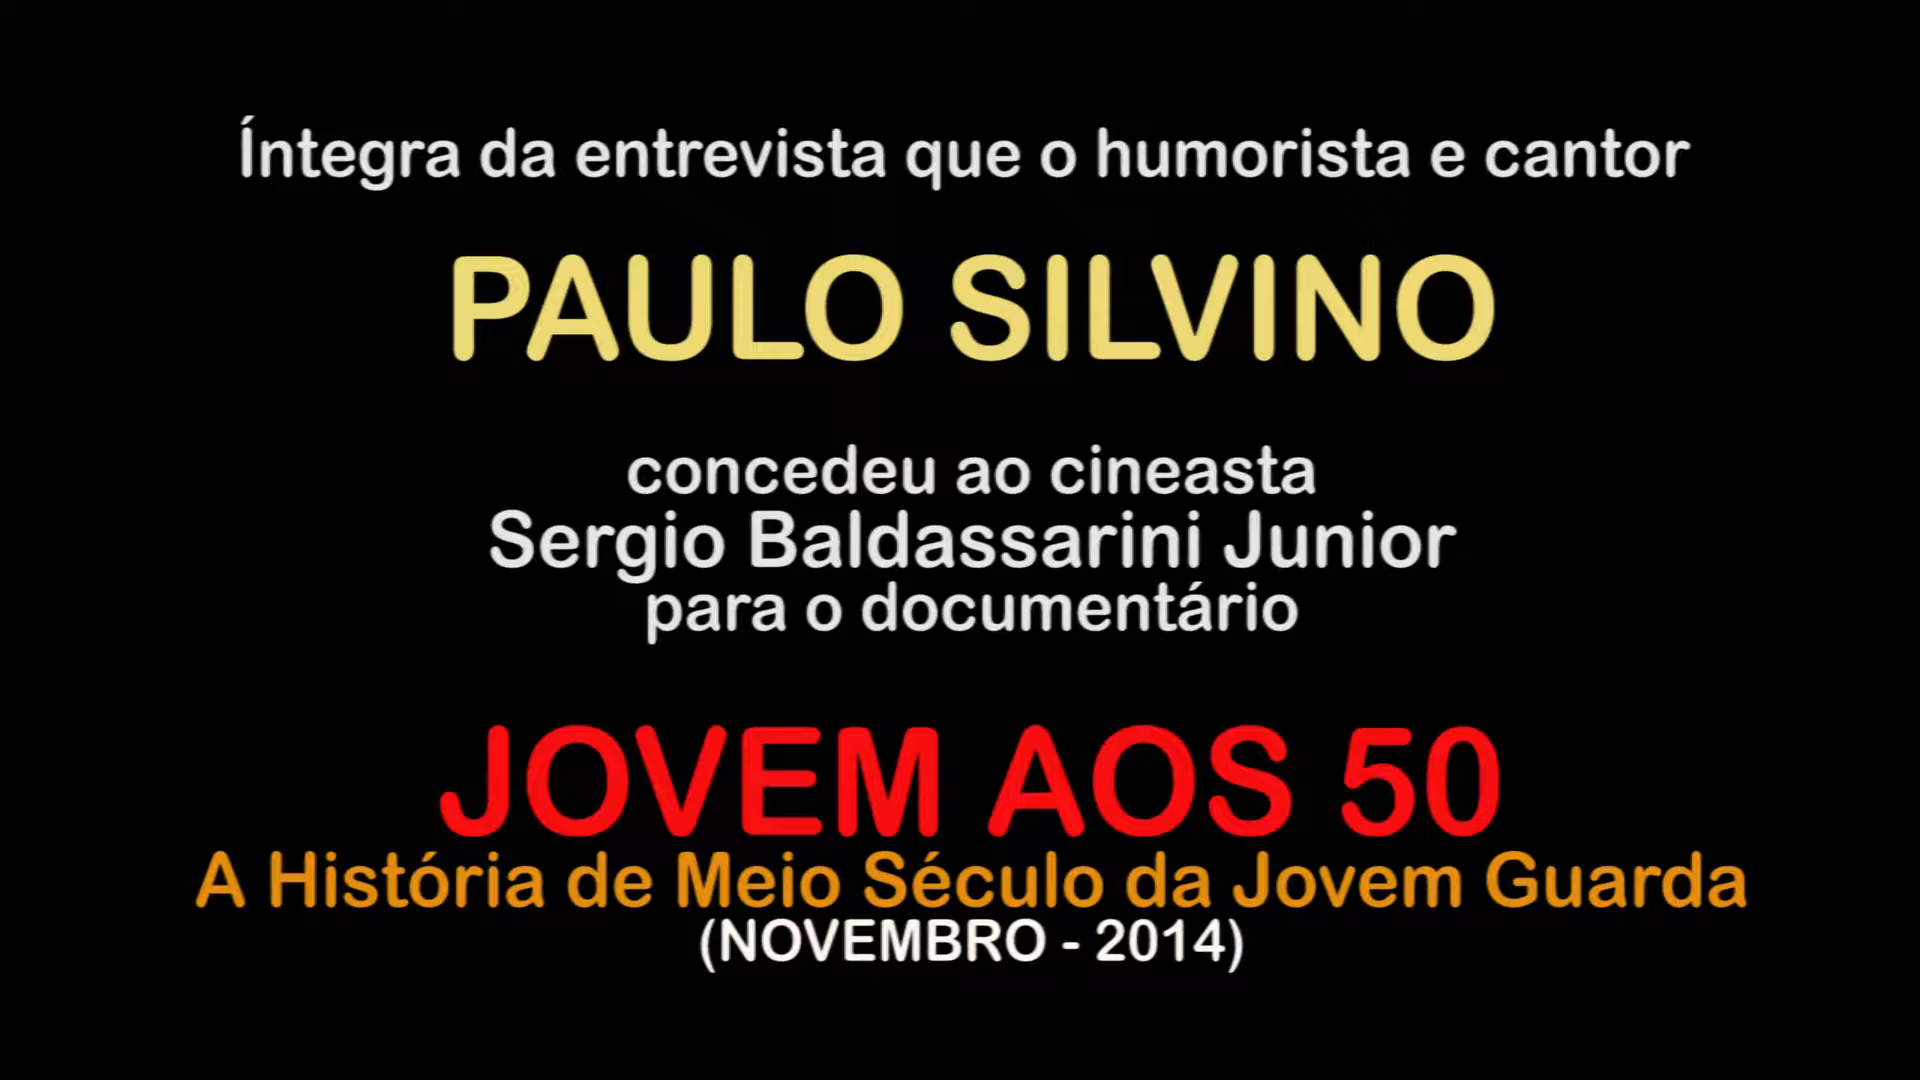 Íntegra da entrevista que o humorista e cantor
PAULO SILVINO
concedeu ao cineasta
Sergio Baldassarini Junior
para o documentário
JOVEM AOS 50
A História de Meio Século da Jovem Guarda
(NOVEMBRO - 2014)